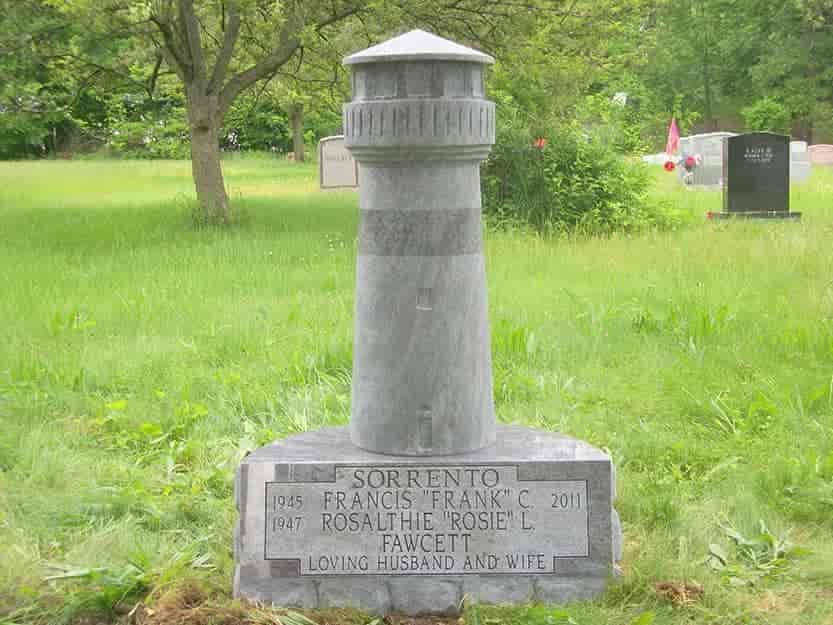 SORRENTO
1945 FRANCIS "FRANK" C. 2011
1947 ROSALTHIE "ROSIE" L.
FAWCETT
LOVING HUSBAND AND WIFE